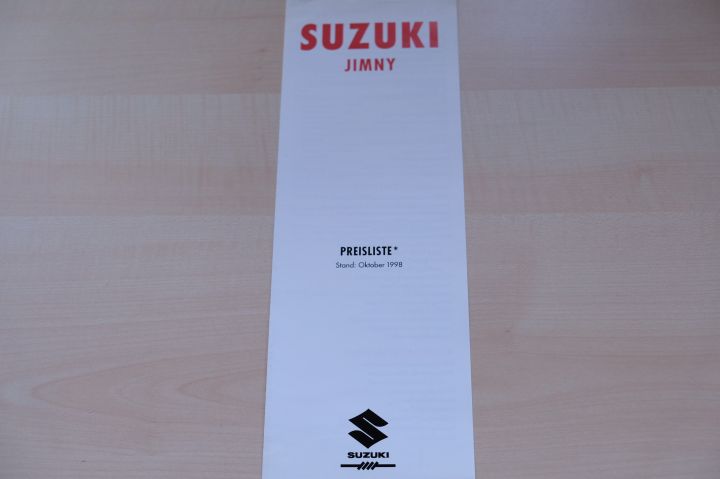 SUZUKI
JIMNY
PREISLISTE*
Stand: Oktober 1998
SUZUKI